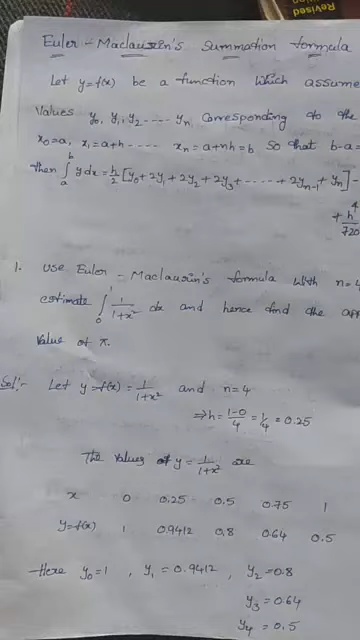 Revised
Euler - Maclaurin's Summation formula
Let y=f(x) be a function which assume
values y₀, y₁, y₂ ---- yₙ corresponding to the
x₀=a, x₁=a+h ---- xₙ=a+nh=b so that b-a=
Then ∫ₐᵇ y dx = h/2 [y₀+2y₁+2y₂+2y₃+-----+2yₙ₋₁+yₙ] -
+ h⁴/720
1. Use Euler - Maclaurin's formula with n=4
estimate ∫₀¹ 1/(1+x²) dx and hence find the app
value of π.
Sol:- Let y=f(x)= 1/(1+x²) and n=4
⇒h= (1-0)/4 = 1/4 = 0.25
The values of y= 1/(1+x²) are
x 0 0.25 0.5 0.75 1
y=f(x) 1 0.9412 0.8 0.64 0.5
Here y₀=1, y₁=0.9412, y₂=0.8
y₃=0.64
y₄=0.5